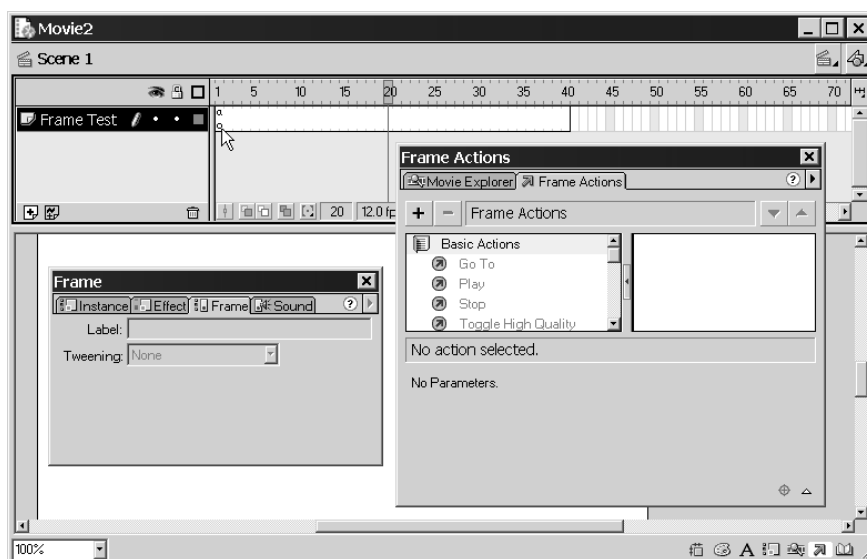 Movie2
Scene 1
1 5 10 15 20 25 30 35 40 45 50 55 60 65 70
Frame Test
a
20 12.0 fp
Frame Actions
Movie Explorer Frame Actions
Frame Actions
Basic Actions
Go To
Play
Stop
Toggle High Quality
No action selected.
No Parameters.
Frame
Instance Effect Frame Sound
Label:
Tweening: None
100%